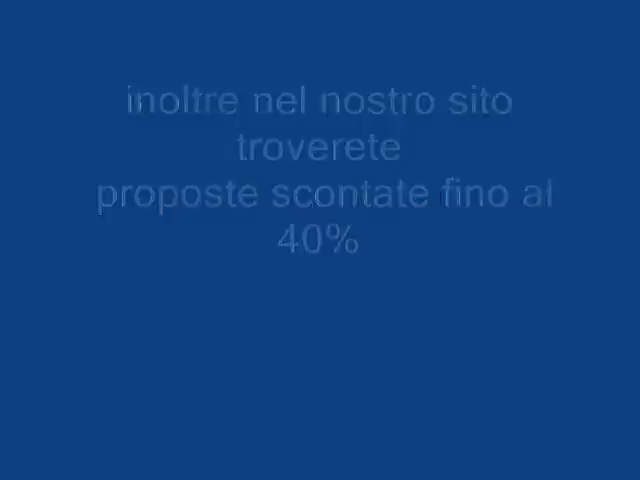 inoltre nel nostro sito
troverete
proposte scontate fino al
40%